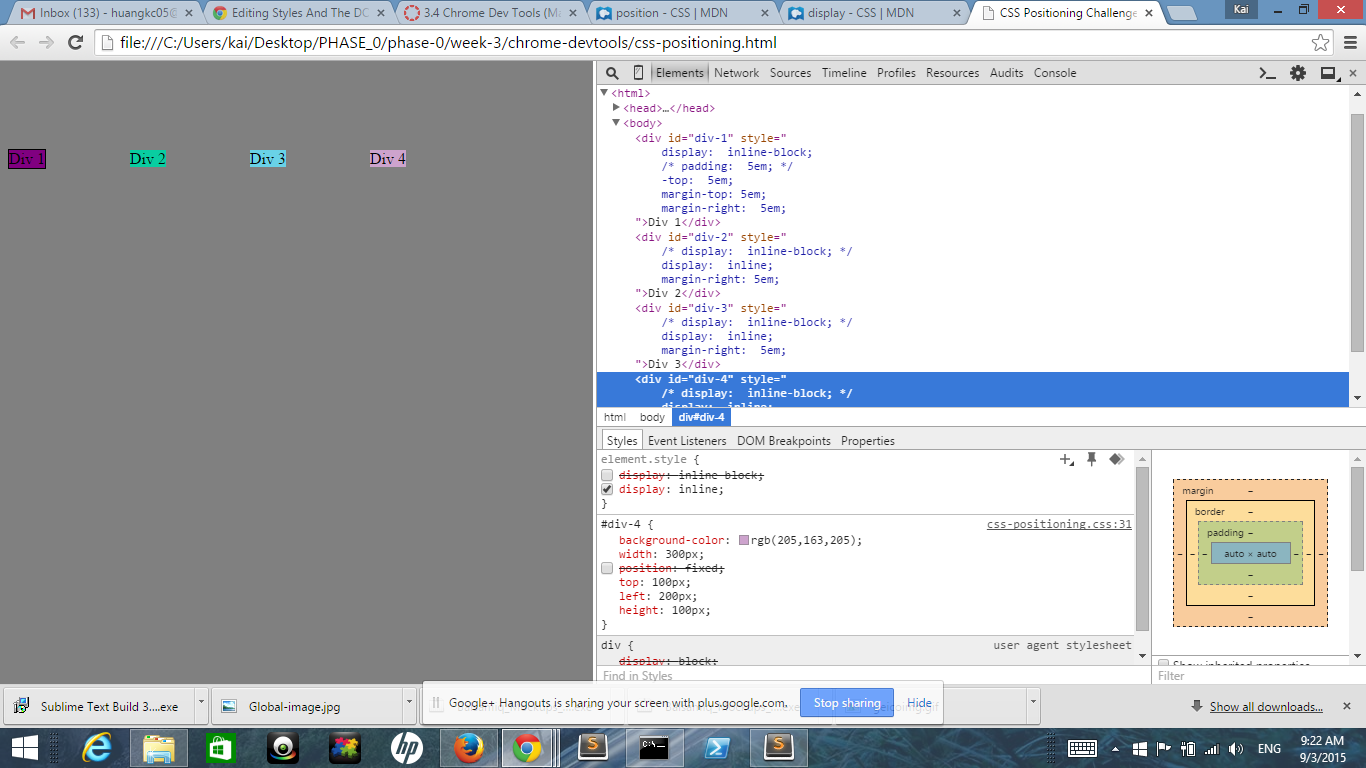 Inbox (133) - huangkc05@
Editing Styles And The DO
3.4 Chrome Dev Tools (Ma
position - CSS | MDN
display - CSS | MDN
CSS Positioning Challenge
Kai
file:///C:/Users/kai/Desktop/PHASE_0/phase-0/week-3/chrome-devtools/css-positioning.html
Div 1 Div 2 Div 3 Div 4
Elements Network Sources Timeline Profiles Resources Audits Console
<html>
<head>…</head>
<body>
<div id="div-1" style="
display:  inline-block;
/* padding:  5em; */
-top:  5em;
margin-top: 5em;
margin-right:  5em;
">Div 1</div>
<div id="div-2" style="
/* display:  inline-block; */
display:  inline;
margin-right: 5em;
">Div 2</div>
<div id="div-3" style="
/* display:  inline-block; */
display:  inline;
margin-right:  5em;
">Div 3</div>
<div id="div-4" style="
/* display:  inline-block; */
display:  inline;
html body div#div-4
Styles Event Listeners DOM Breakpoints Properties
element.style {
display: inline-block;
display: inline;
}
#div-4 { css-positioning.css:31
background-color: rgb(205,163,205);
width: 300px;
position: fixed;
top: 100px;
left: 200px;
height: 100px;
}
div { user agent stylesheet
display: block;
Find in Styles
margin –
border –
padding –
– – – auto × auto – – –
–
–
–
Show inherited properties
Filter
Sublime Text Build 3....exe
Global-image.jpg
Google+ Hangouts is sharing your screen with plus.google.com.
Stop sharing
Hide
Show all downloads...
ENG
9:22 AM
9/3/2015